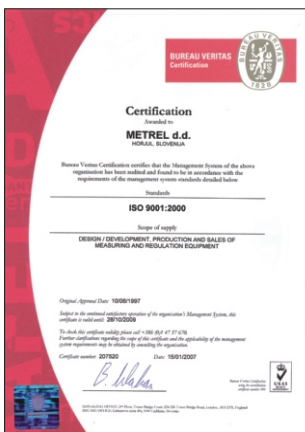 BUREAU VERITAS
Certification
BUREAU VERITAS
1828
Certification
Awarded to
METREL d.d.
HORJUL, SLOVENIJA
Bureau Veritas Certification certifies that the Management System of the above
organisation has been audited and found to be in accordance with the
requirements of the management system standards detailed below
Standards
ISO 9001:2000
Scope of supply
DESIGN / DEVELOPMENT, PRODUCTION AND SALES OF
MEASURING AND REGULATION EQUIPMENT
Original Approval Date: 10/06/1997
Subject to the continued satisfactory operation of the organisation's Management System, this
certificate is valid until: 28/10/2009
To check this certificate validity please call +386
Further clarifications regarding the scope of this certificate and the applicability of the management
system requirements may be obtained by consulting the organisation.
Certificate number: 207520 Date: 15/01/2007
UKAS